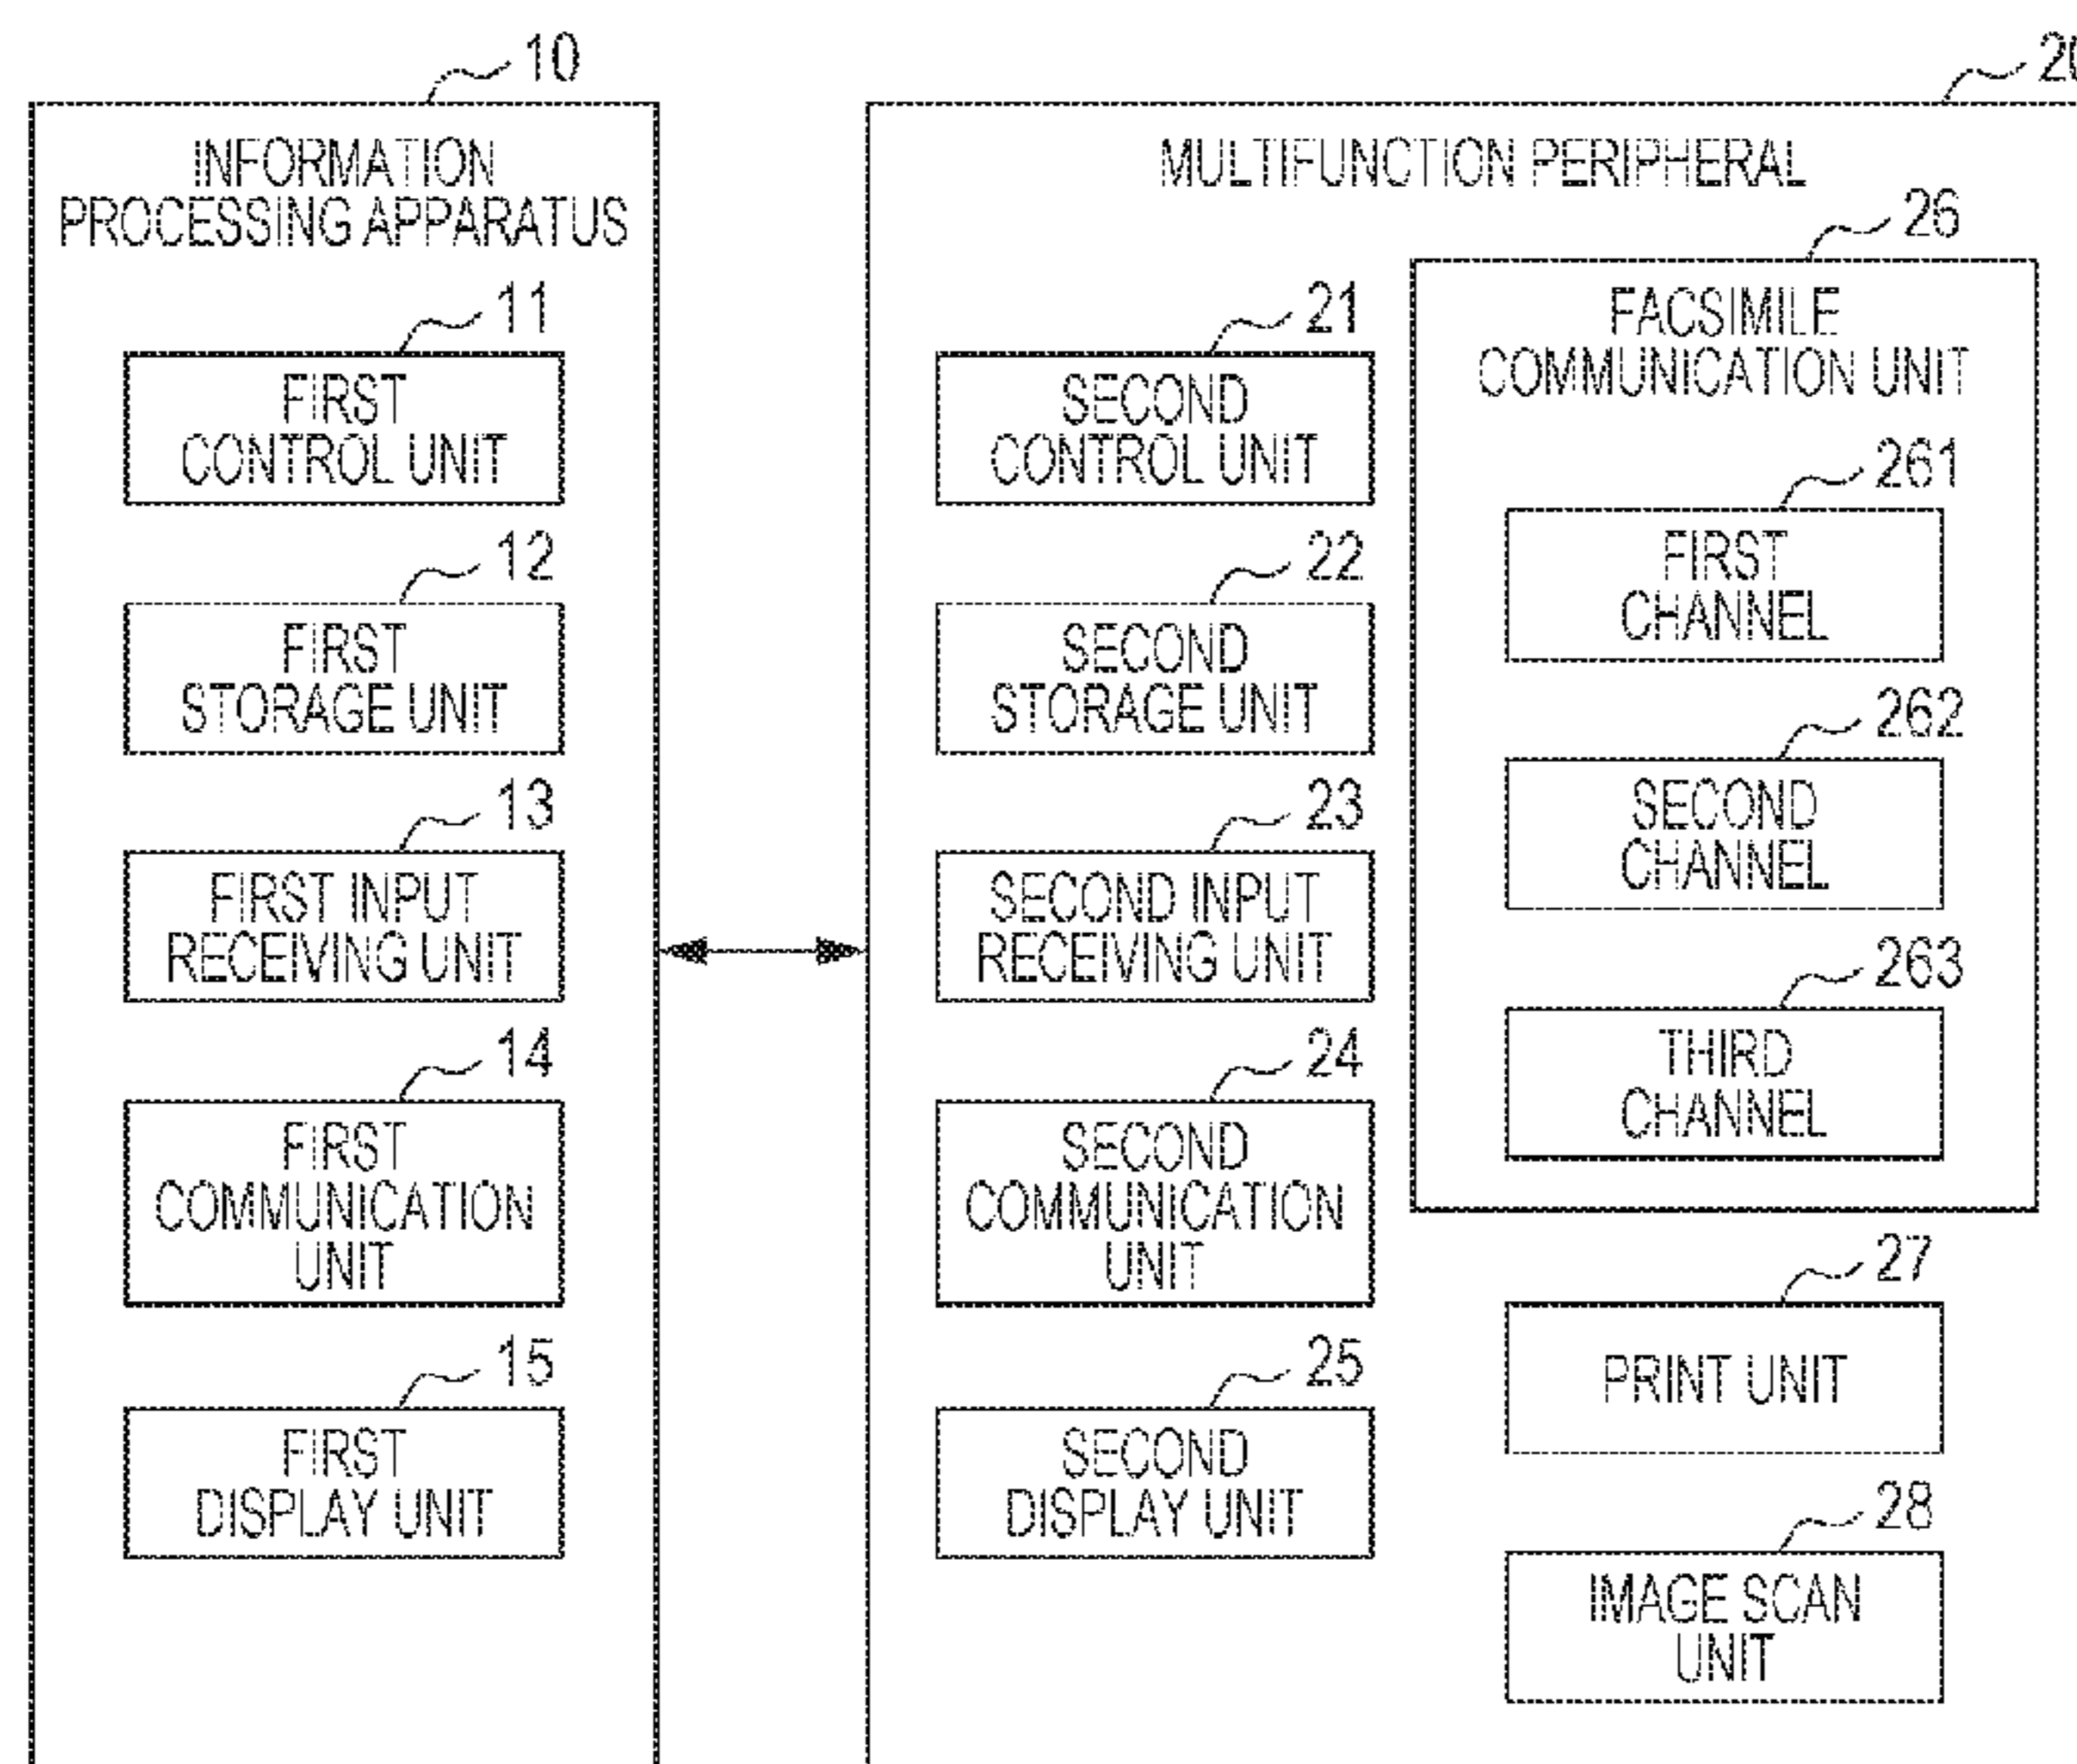 10
INFORMATION
PROCESSING APPARATUS
11
FIRST
CONTROL UNIT
12
FIRST
STORAGE UNIT
13
FIRST INPUT
RECEIVING UNIT
14
FIRST
COMMUNICATION
UNIT
15
FIRST
DISPLAY UNIT
20
MULTIFUNCTION PERIPHERAL
21
SECOND
CONTROL UNIT
22
SECOND
STORAGE UNIT
23
SECOND INPUT
RECEIVING UNIT
24
SECOND
COMMUNICATION
UNIT
25
SECOND
DISPLAY UNIT
26
FACSIMILE
COMMUNICATION UNIT
261
FIRST
CHANNEL
262
SECOND
CHANNEL
263
THIRD
CHANNEL
27
PRINT UNIT
28
IMAGE SCAN
UNIT